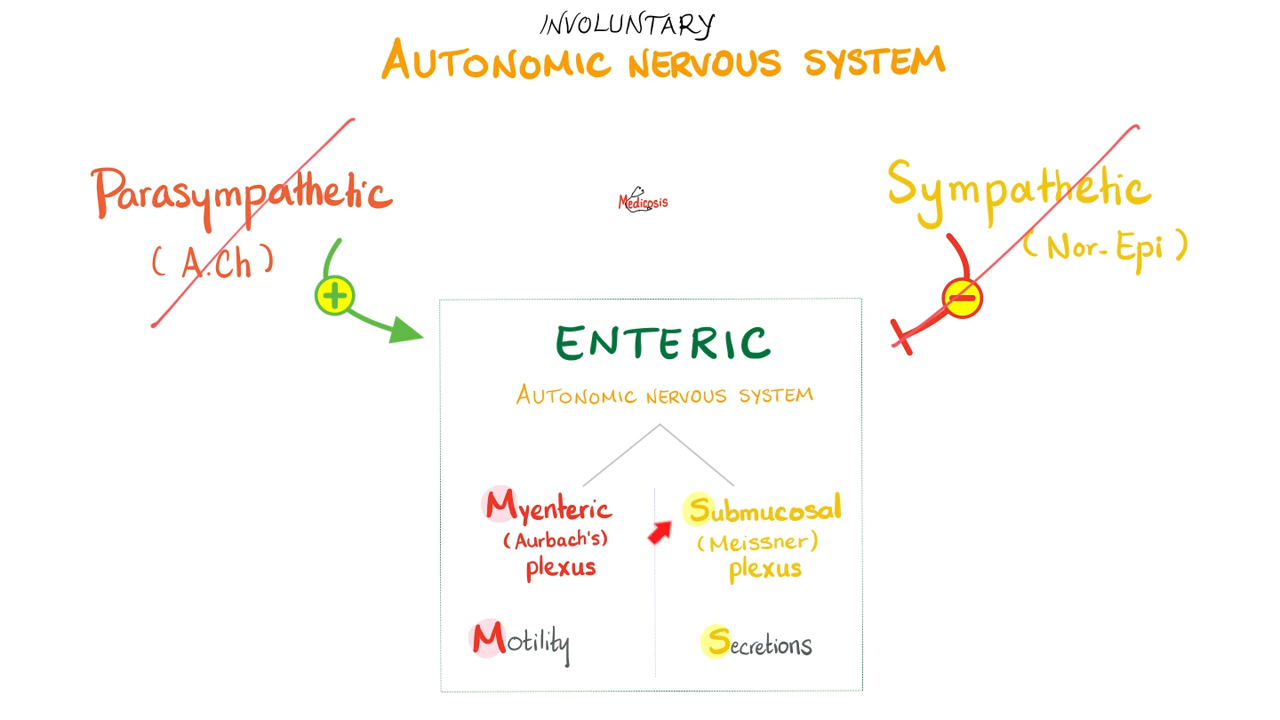 INVOLUNTARY
AUTONOMIC NERVOUS SYSTEM
Parasympathetic
(A.Ch)
+
Medicosis
Sympathetic
(Nor-Epi)
−
ENTERIC
AUTONOMIC NERVOUS SYSTEM
Myenteric
(Aurbach's)
plexus
Motility
Submucosal
(Meissner)
plexus
Secretions